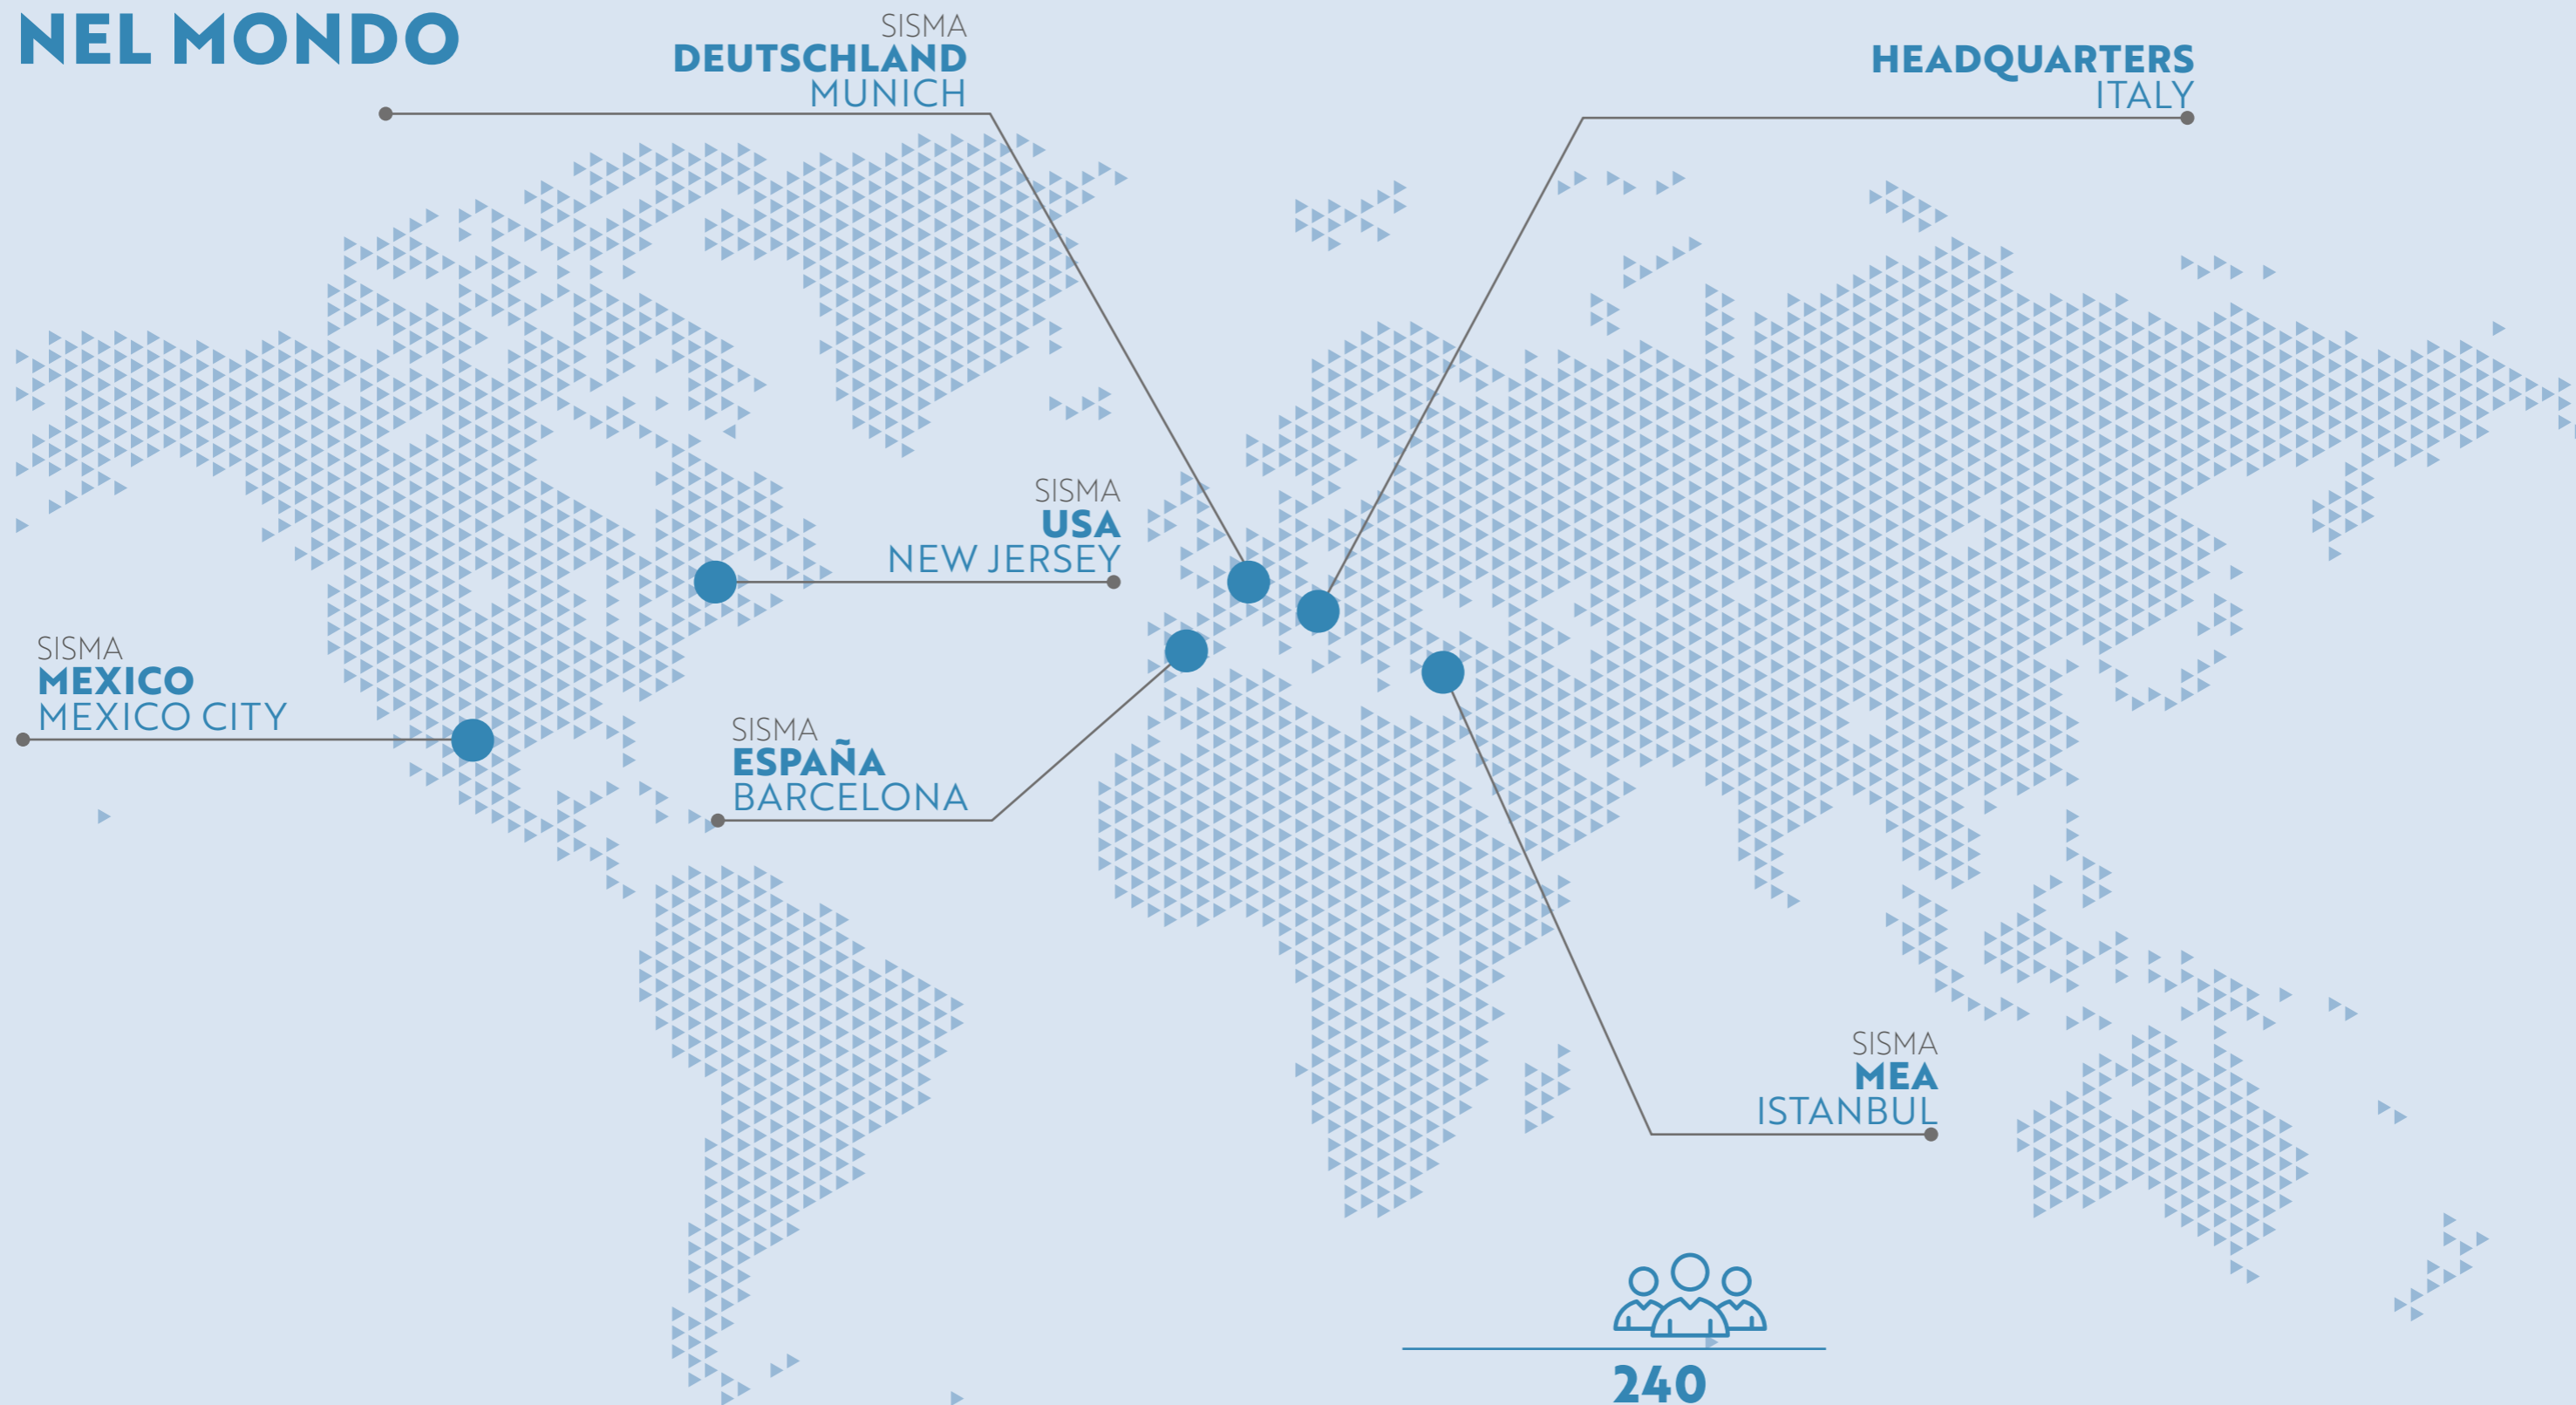 NEL MONDO
SISMA
DEUTSCHLAND
MUNICH
HEADQUARTERS
ITALY
SISMA
USA
NEW JERSEY
SISMA
MEXICO
MEXICO CITY
SISMA
ESPAÑA
BARCELONA
SISMA
MEA
ISTANBUL
240